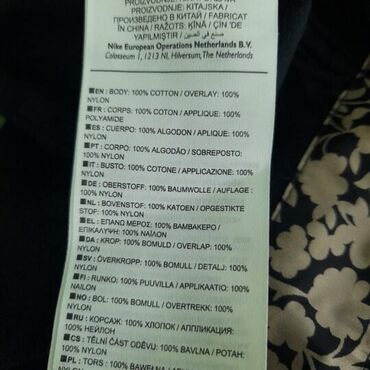 PROIZVODNJE: KITAJSKA /
ПРОИЗВЕДЕНО В КИТАЙ / FABRICAT
ÎN CHINA / RAŽOTS: ĶĪNĀ / ÇİN 'DE
YAPILMIŞTIR / صنع في الصين
Nike European Operations Netherlands B.V.
Colosseum 1, 1213 NL Hilversum, The Netherlands
■ EN : BODY: 100% COTTON / OVERLAY: 100%
NYLON
■ FR : CORPS: 100% COTON / APPLIQUE: 100%
POLYAMIDE
■ ES : CUERPO: 100% ALGODON / APLIQUE: 100%
NYLON
■ PT : CORPO: 100% ALGODÃO / SOBREPOSTO:
100% NYLON
■ IT : BUSTO: 100% COTONE / APPLICAZIONE: 100%
NYLON
■ DE : OBERSTOFF: 100% BAUMWOLLE / AUFLAGE :
100% NYLON
■ NL : BOVENSTOF: 100% KATOEN / OPGESTIKTE
STOF: 100% NYLON
■ EL : ΕΠΑΝΩ ΜΕΡΟΣ: 100% ΒΑΜΒΑΚΕΡΟ /
ΕΠΙΚΑΛΥΨΗ: 100% ΝΑΪΛΟΝ
■ DA : KROP: 100% BOMULD / OVERLAP: 100%
NYLON
■ SV : ÖVERKROPP: 100% BOMULL / ÖVERDEL: 100%
NYLON
■ FI : RUNKO: 100% PUUVILLA / APPLIKAATIO: 100%
NAILON
■ NO : BOL: 100% BOMULL / OVERTREKK: 100%
NYLON
■ RU : КОРСАЖ: 100% ХЛОПОК / АППЛИКАЦИЯ:
100% НЕЙЛОН
■ CS : TĚLNÍ ČÁST ODĚVU: 100% BAVLNA / POTAH:
100% NYLON
■ PL : TORS : 100% BAWEŁNA /
NYLON